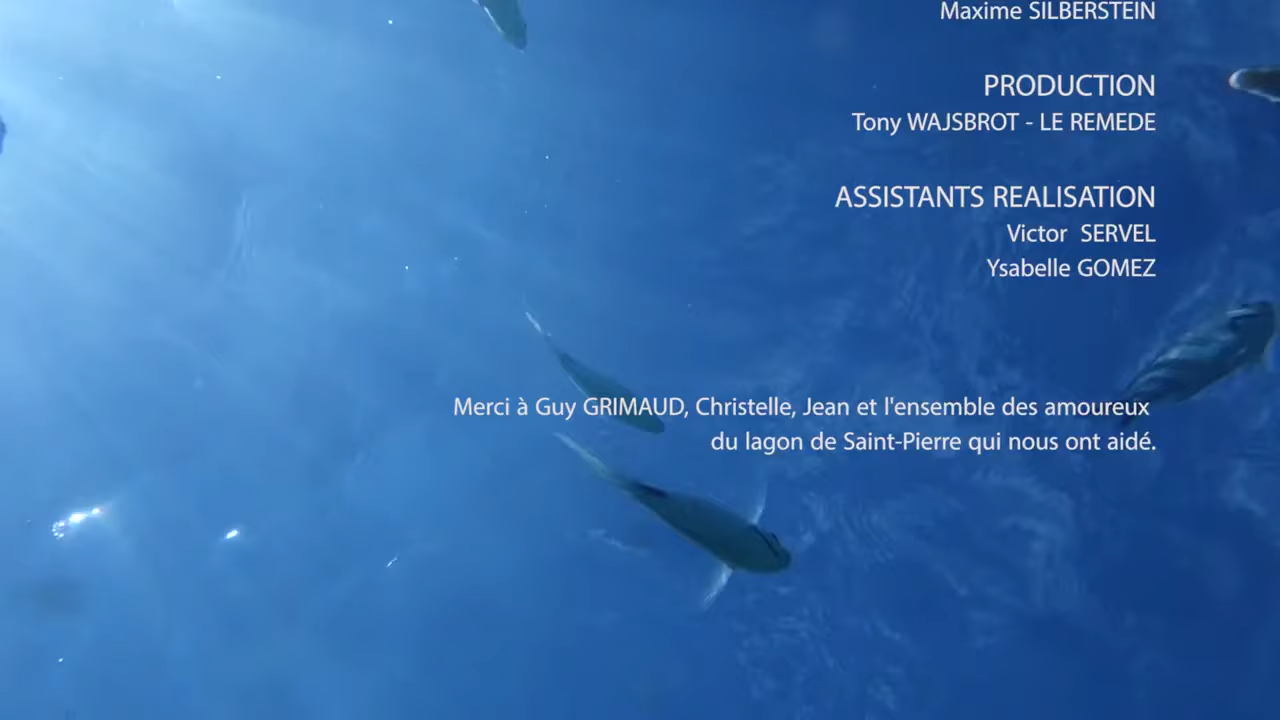 Maxime SILBERSTEIN
PRODUCTION
Tony WAJSBROT - LE REMEDE
ASSISTANTS REALISATION
Victor SERVEL
Ysabelle GOMEZ
Merci à Guy GRIMAUD, Christelle, Jean et l'ensemble des amoureux
du lagon de Saint-Pierre qui nous ont aidé.